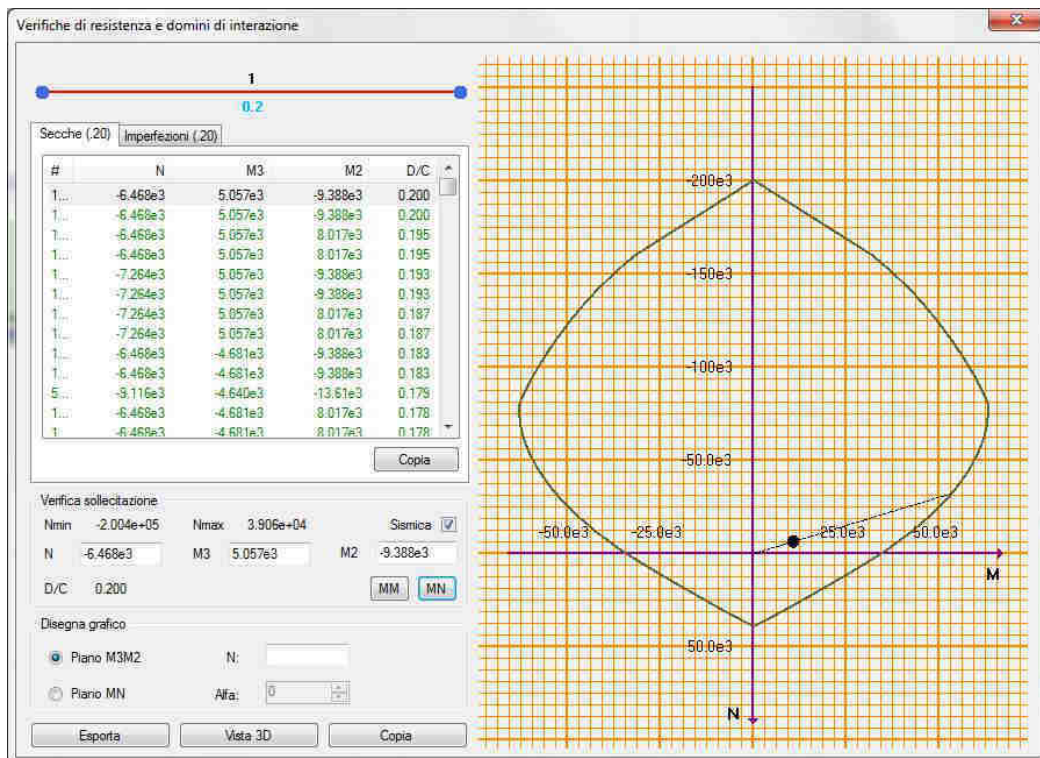 Verifiche di resistenza e domini di interazione
1
0.2
Secche (.20) Imperfezioni (.20)
# N M3 M2 D/C
1... -6.468e3 5.057e3 -9.388e3 0.200
1... -6.468e3 5.057e3 -9.388e3 0.200
1... -6.468e3 5.057e3 8.017e3 0.195
1... -6.468e3 5.057e3 8.017e3 0.195
1... -7.264e3 5.057e3 -9.388e3 0.193
1... -7.264e3 5.057e3 -9.388e3 0.193
1... -7.264e3 5.057e3 8.017e3 0.187
1... -7.264e3 5.057e3 8.017e3 0.187
1... -6.468e3 -4.681e3 -9.388e3 0.183
1... -6.468e3 -4.681e3 -9.388e3 0.183
5... -9.116e3 -4.640e3 -13.61e3 0.179
1... -6.468e3 -4.681e3 8.017e3 0.178
1... -6.468e3 -4.681e3 8.017e3 0.178
Copia
Verifica sollecitazione
Nmin -2.004e+05 Nmax 3.906e+04 Sismica
N -6.468e3 M3 5.057e3 M2 -9.388e3
D/C 0.200 MM MN
Disegna grafico
Piano M3M2 N:
Piano MN Alfa: 0
Esporta Vista 3D Copia
-200e3
-150e3
-100e3
-50.0e3
-50.0e3 -25.0e3 25.0e3 50.0e3
M
50.0e3
N